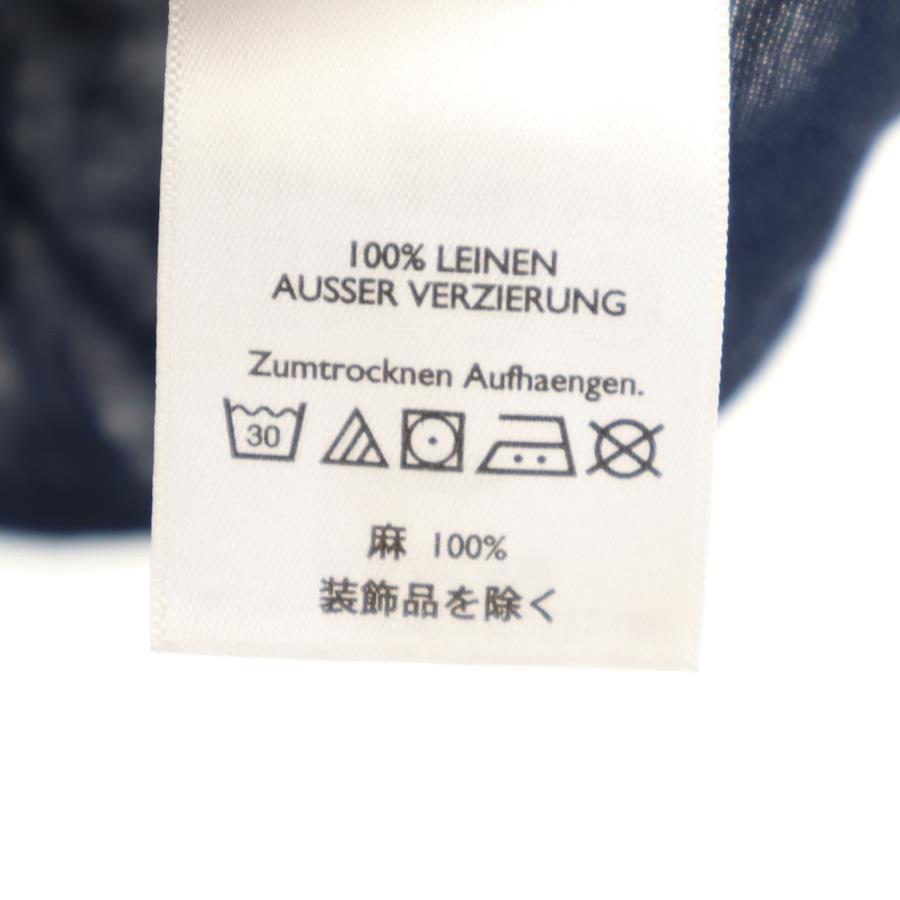 100% LEINEN
AUSSER VERZIERUNG
Zumtrocknen Aufhaengen.
30
麻 100%
装飾品を除く